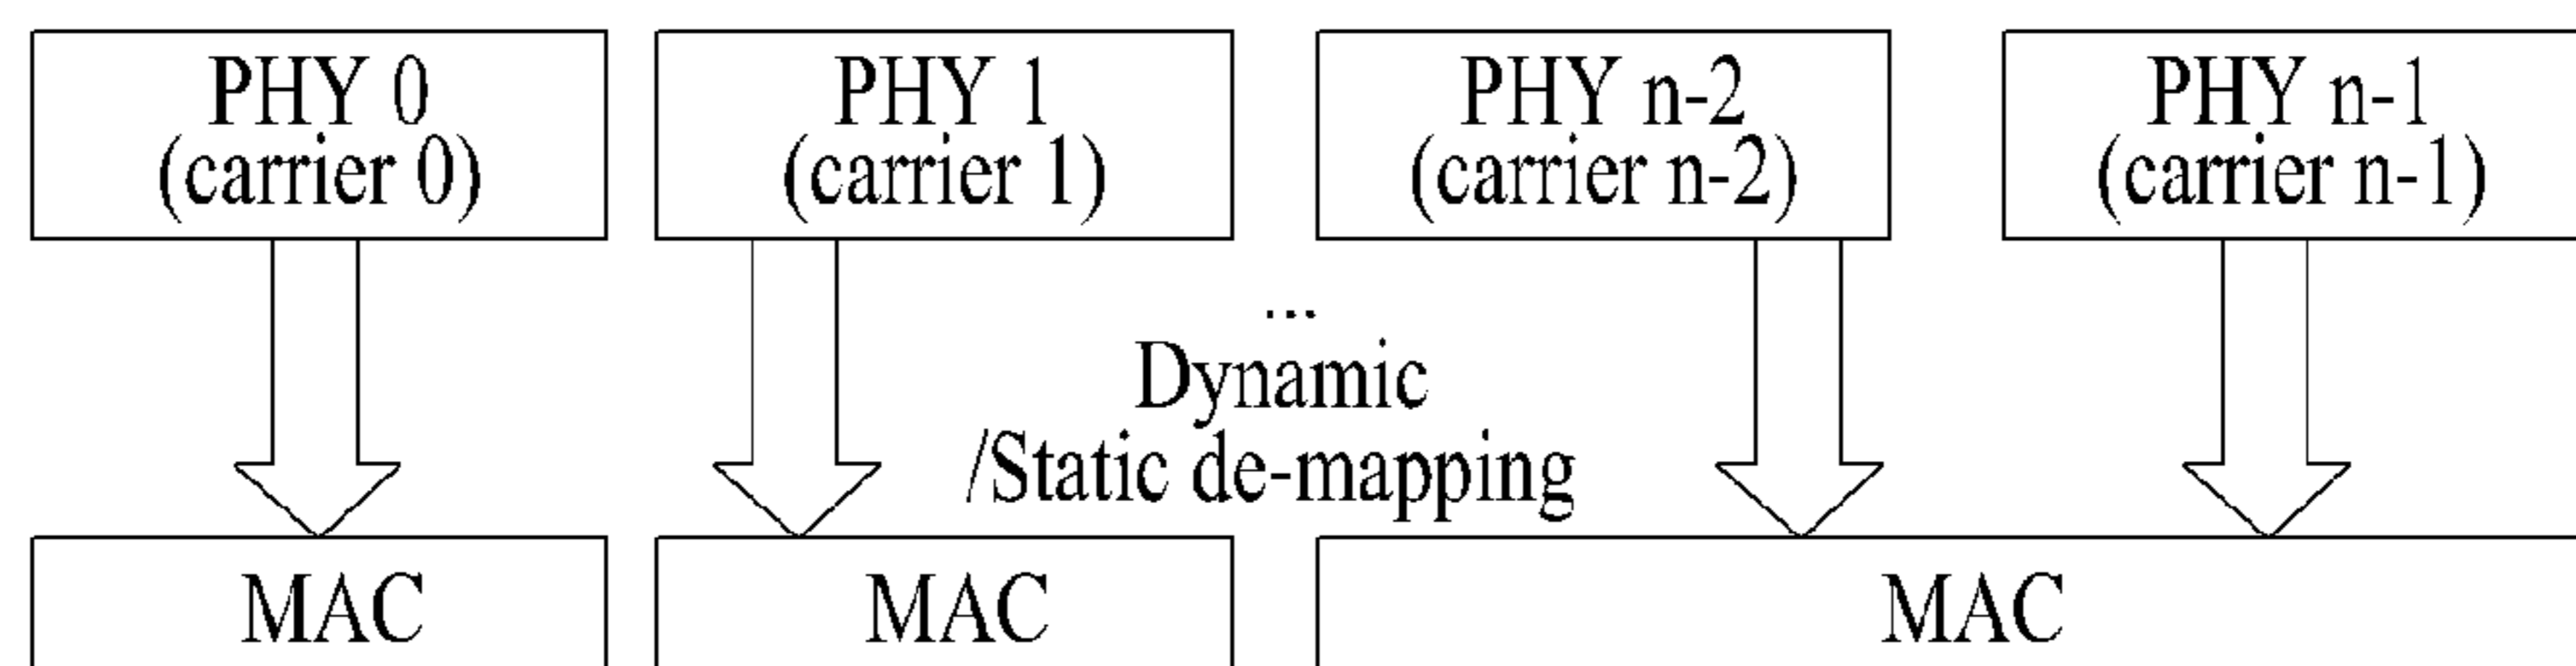 PHY 0
(carrier 0)
PHY 1
(carrier 1)
PHY n-2
(carrier n-2)
PHY n-1
(carrier n-1)
...
Dynamic
/Static de-mapping
MAC
MAC
MAC